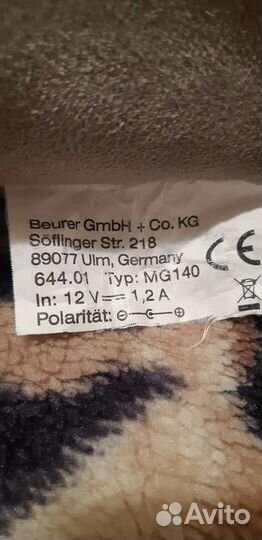 Beurer GmbH + Co. KG
Söflinger Str. 218
89077 Ulm, Germany
644.01 Typ: MG140
In: 12 V⎓ 1,2 A
Polarität: ⊖ ⊕
CE
Avito